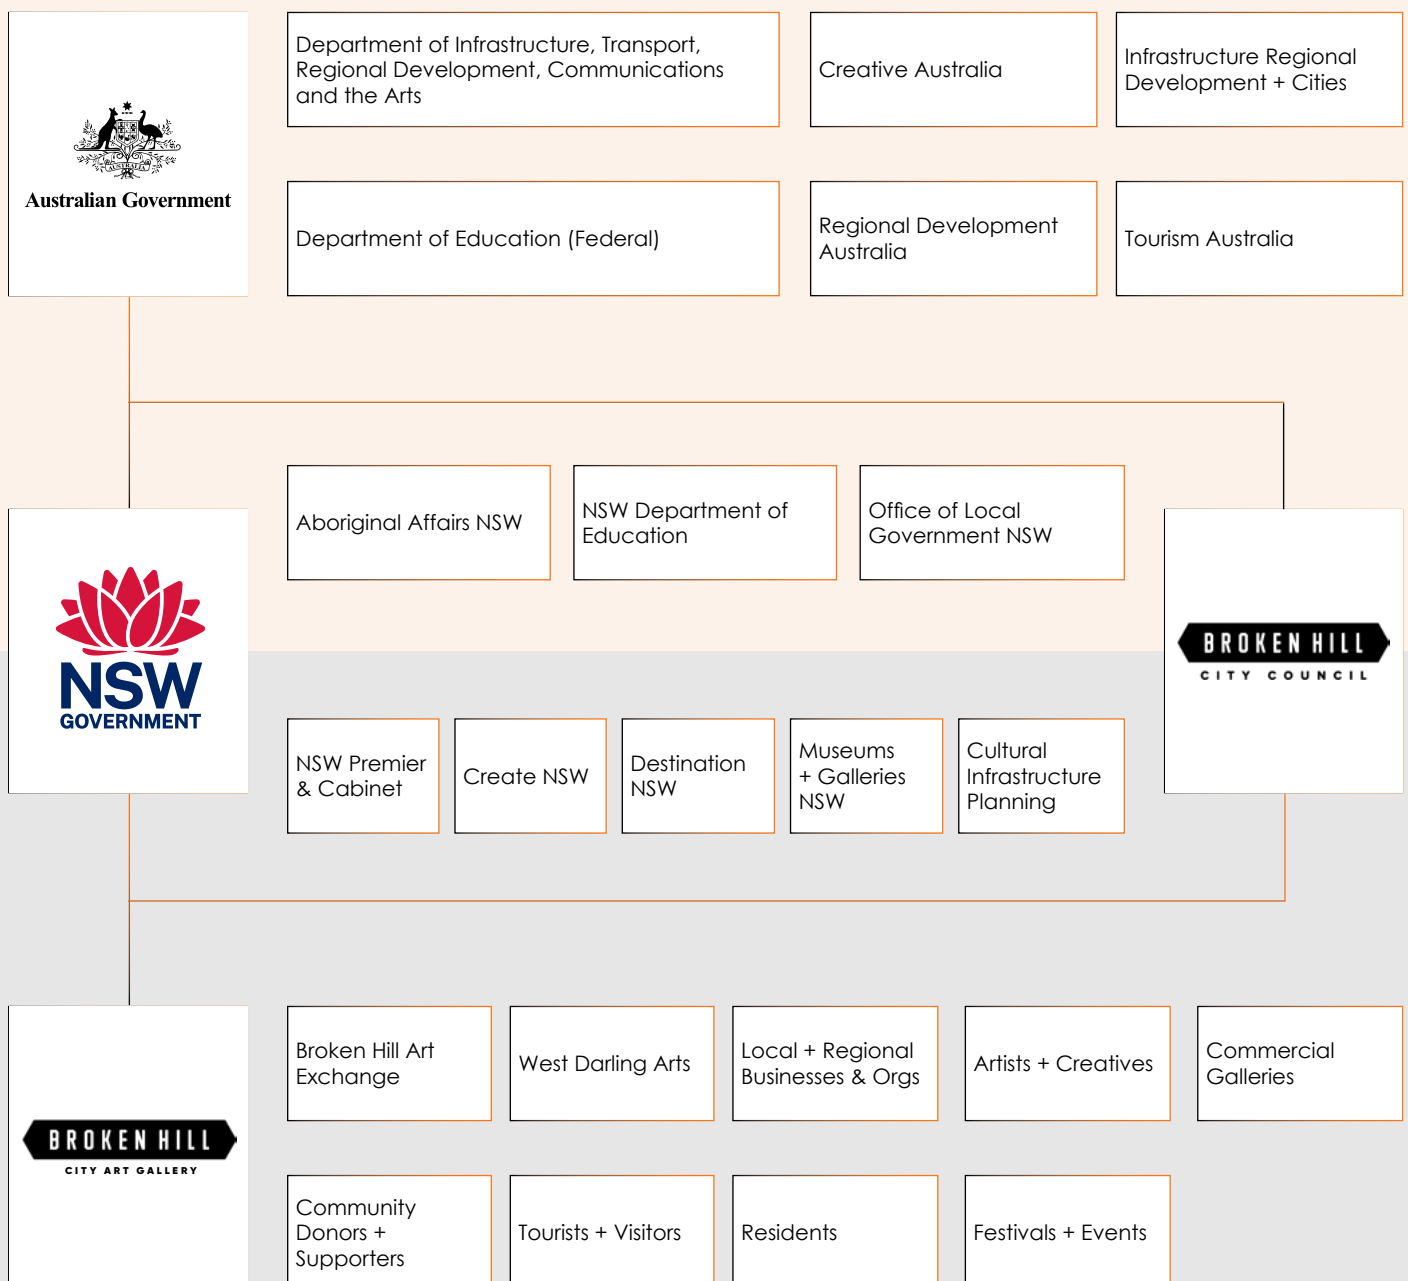 Department of Infrastructure, Transport,
Regional Development, Communications
and the Arts
Creative Australia
Infrastructure Regional
Development + Cities
AUSTRALIA
Australian Government
Department of Education (Federal)
Regional Development
Australia
Tourism Australia
Aboriginal Affairs NSW
NSW Department of
Education
Office of Local
Government NSW
NSW
GOVERNMENT
BROKEN HILL
CITY COUNCIL
NSW Premier
& Cabinet
Create NSW
Destination
NSW
Museums
+ Galleries
NSW
Cultural
Infrastructure
Planning
BROKEN HILL
CITY ART GALLERY
Broken Hill Art
Exchange
West Darling Arts
Local + Regional
Businesses & Orgs
Artists + Creatives
Commercial
Galleries
Community
Donors +
Supporters
Tourists + Visitors
Residents
Festivals + Events